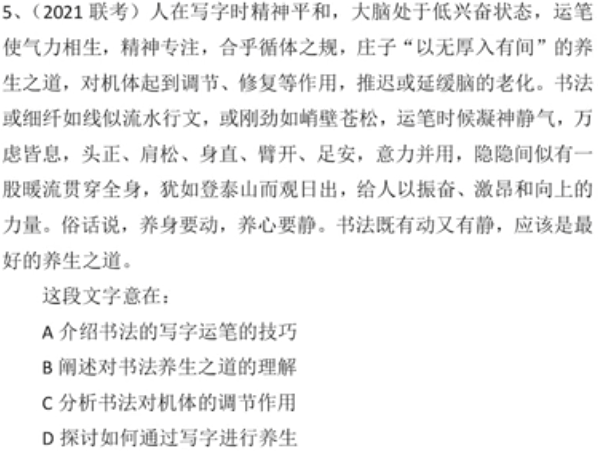 5、（2021 联考）人在写字时精神平和，大脑处于低兴奋状态，运笔
使气力相生，精神专注，合乎循体之规，庄子“以无厚入有间”的养
生之道，对机体起到调节、修复等作用，推迟或延缓脑的老化。书法
或细纤如线似流水行文，或刚劲如峭壁苍松，运笔时候凝神静气，万
虑皆息，头正、肩松、身直、臂开、足安，意力并用，隐隐间似有一
股暖流贯穿全身，犹如登泰山而观日出，给人以振奋、激昂和向上的
力量。俗话说，养身要动，养心要静。书法既有动又有静，应该是最
好的养生之道。
这段文字意在：
A 介绍书法的写字运笔的技巧
B 阐述对书法养生之道的理解
C 分析书法对机体的调节作用
D 探讨如何通过写字进行养生